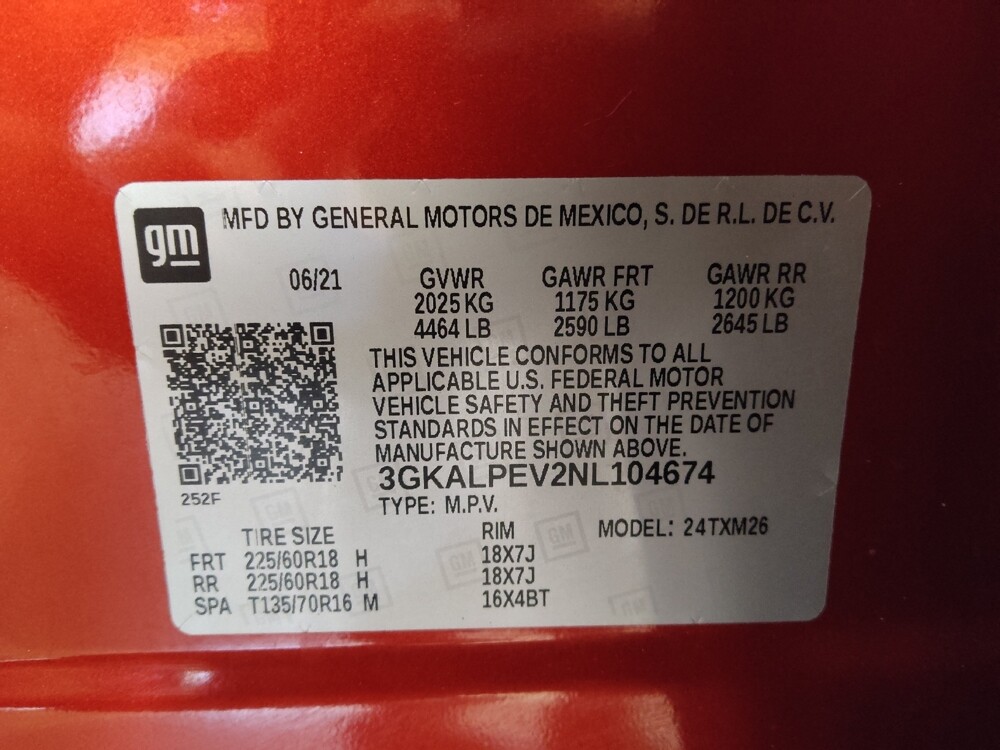 gm
MFD BY GENERAL MOTORS DE MEXICO, S. DE R.L. DE C.V.
06/21 GVWR GAWR FRT GAWR RR
2025 KG 1175 KG 1200 KG
4464 LB 2590 LB 2645 LB
THIS VEHICLE CONFORMS TO ALL
APPLICABLE U.S. FEDERAL MOTOR
VEHICLE SAFETY AND THEFT PREVENTION
STANDARDS IN EFFECT ON THE DATE OF
MANUFACTURE SHOWN ABOVE.
3GKALPEV2NL104674
252F
TYPE: M.P.V.
TIRE SIZE RIM MODEL: 24TXM26
FRT 225/60R18 H 18X7J
RR 225/60R18 H 18X7J
SPA T135/70R16 M 16X4BT